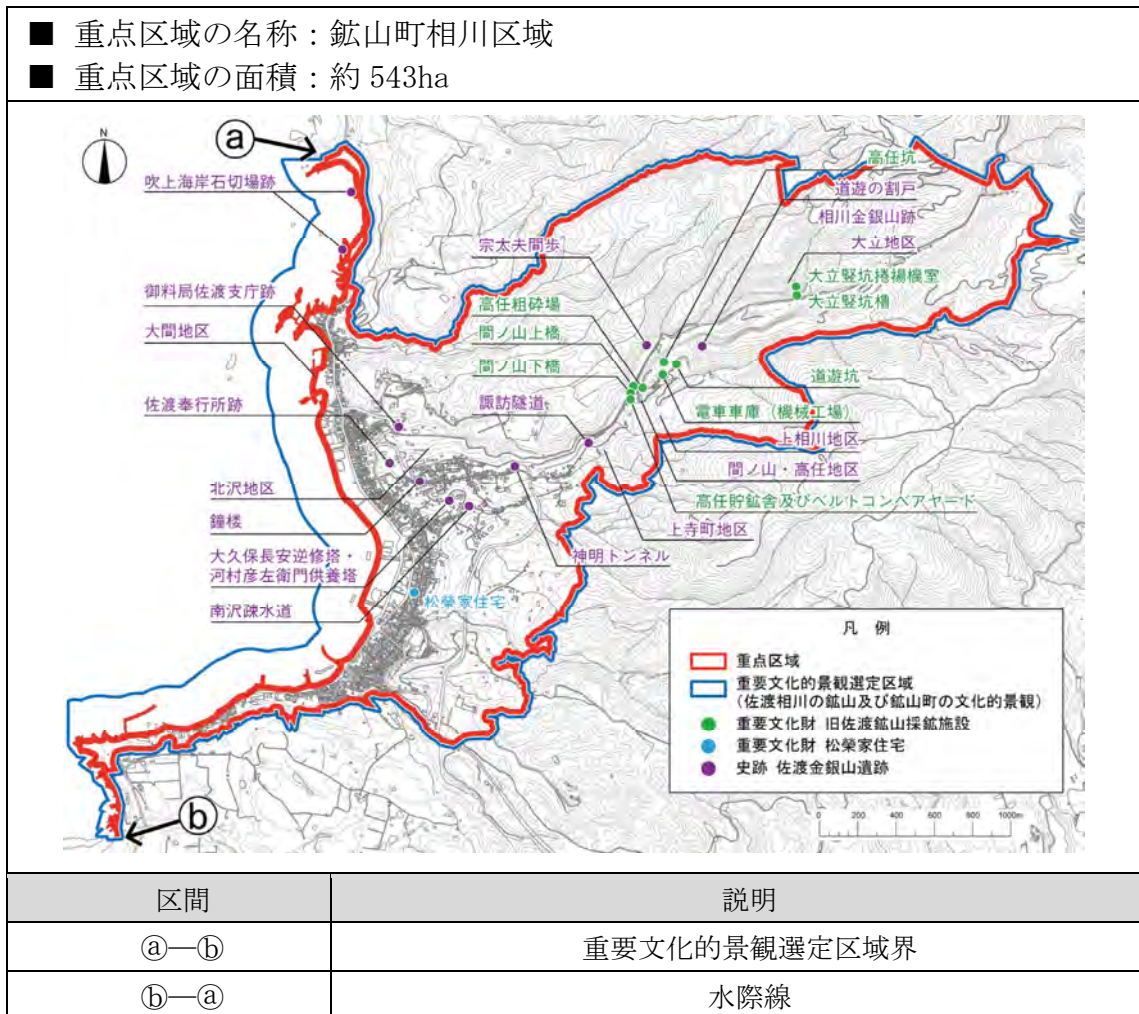 ■ 重点区域の名称：鉱山町相川区域
■ 重点区域の面積：約 543ha
N
ⓐ
吹上海岸石切場跡
御料局佐渡支庁跡
大間地区
佐渡奉行所跡
北沢地区
鐘楼
大久保長安逆修塔・
河村彦左衛門供養塔
南沢疎水道
宗太夫間歩
高任粗砕場
間ノ山上橋
間ノ山下橋
諏訪隧道
高任坑
道遊の割戸
相川金銀山跡
大立地区
大立竪坑捲揚機室
大立竪坑櫓
道遊坑
電車車庫（機械工場）
上相川地区
間ノ山・高任地区
高任貯鉱舎及びベルトコンベアヤード
上寺町地区
神明トンネル
松榮家住宅
ⓑ
凡 例
重点区域
重要文化的景観選定区域
（佐渡相川の鉱山及び鉱山町の文化的景観）
重要文化財 旧佐渡鉱山採鉱施設
重要文化財 松榮家住宅
史跡 佐渡金銀山遺跡
0 200 400 600 800 1000m
区間 説明
ⓐ―ⓑ 重要文化的景観選定区域界
ⓑ―ⓐ 水際線